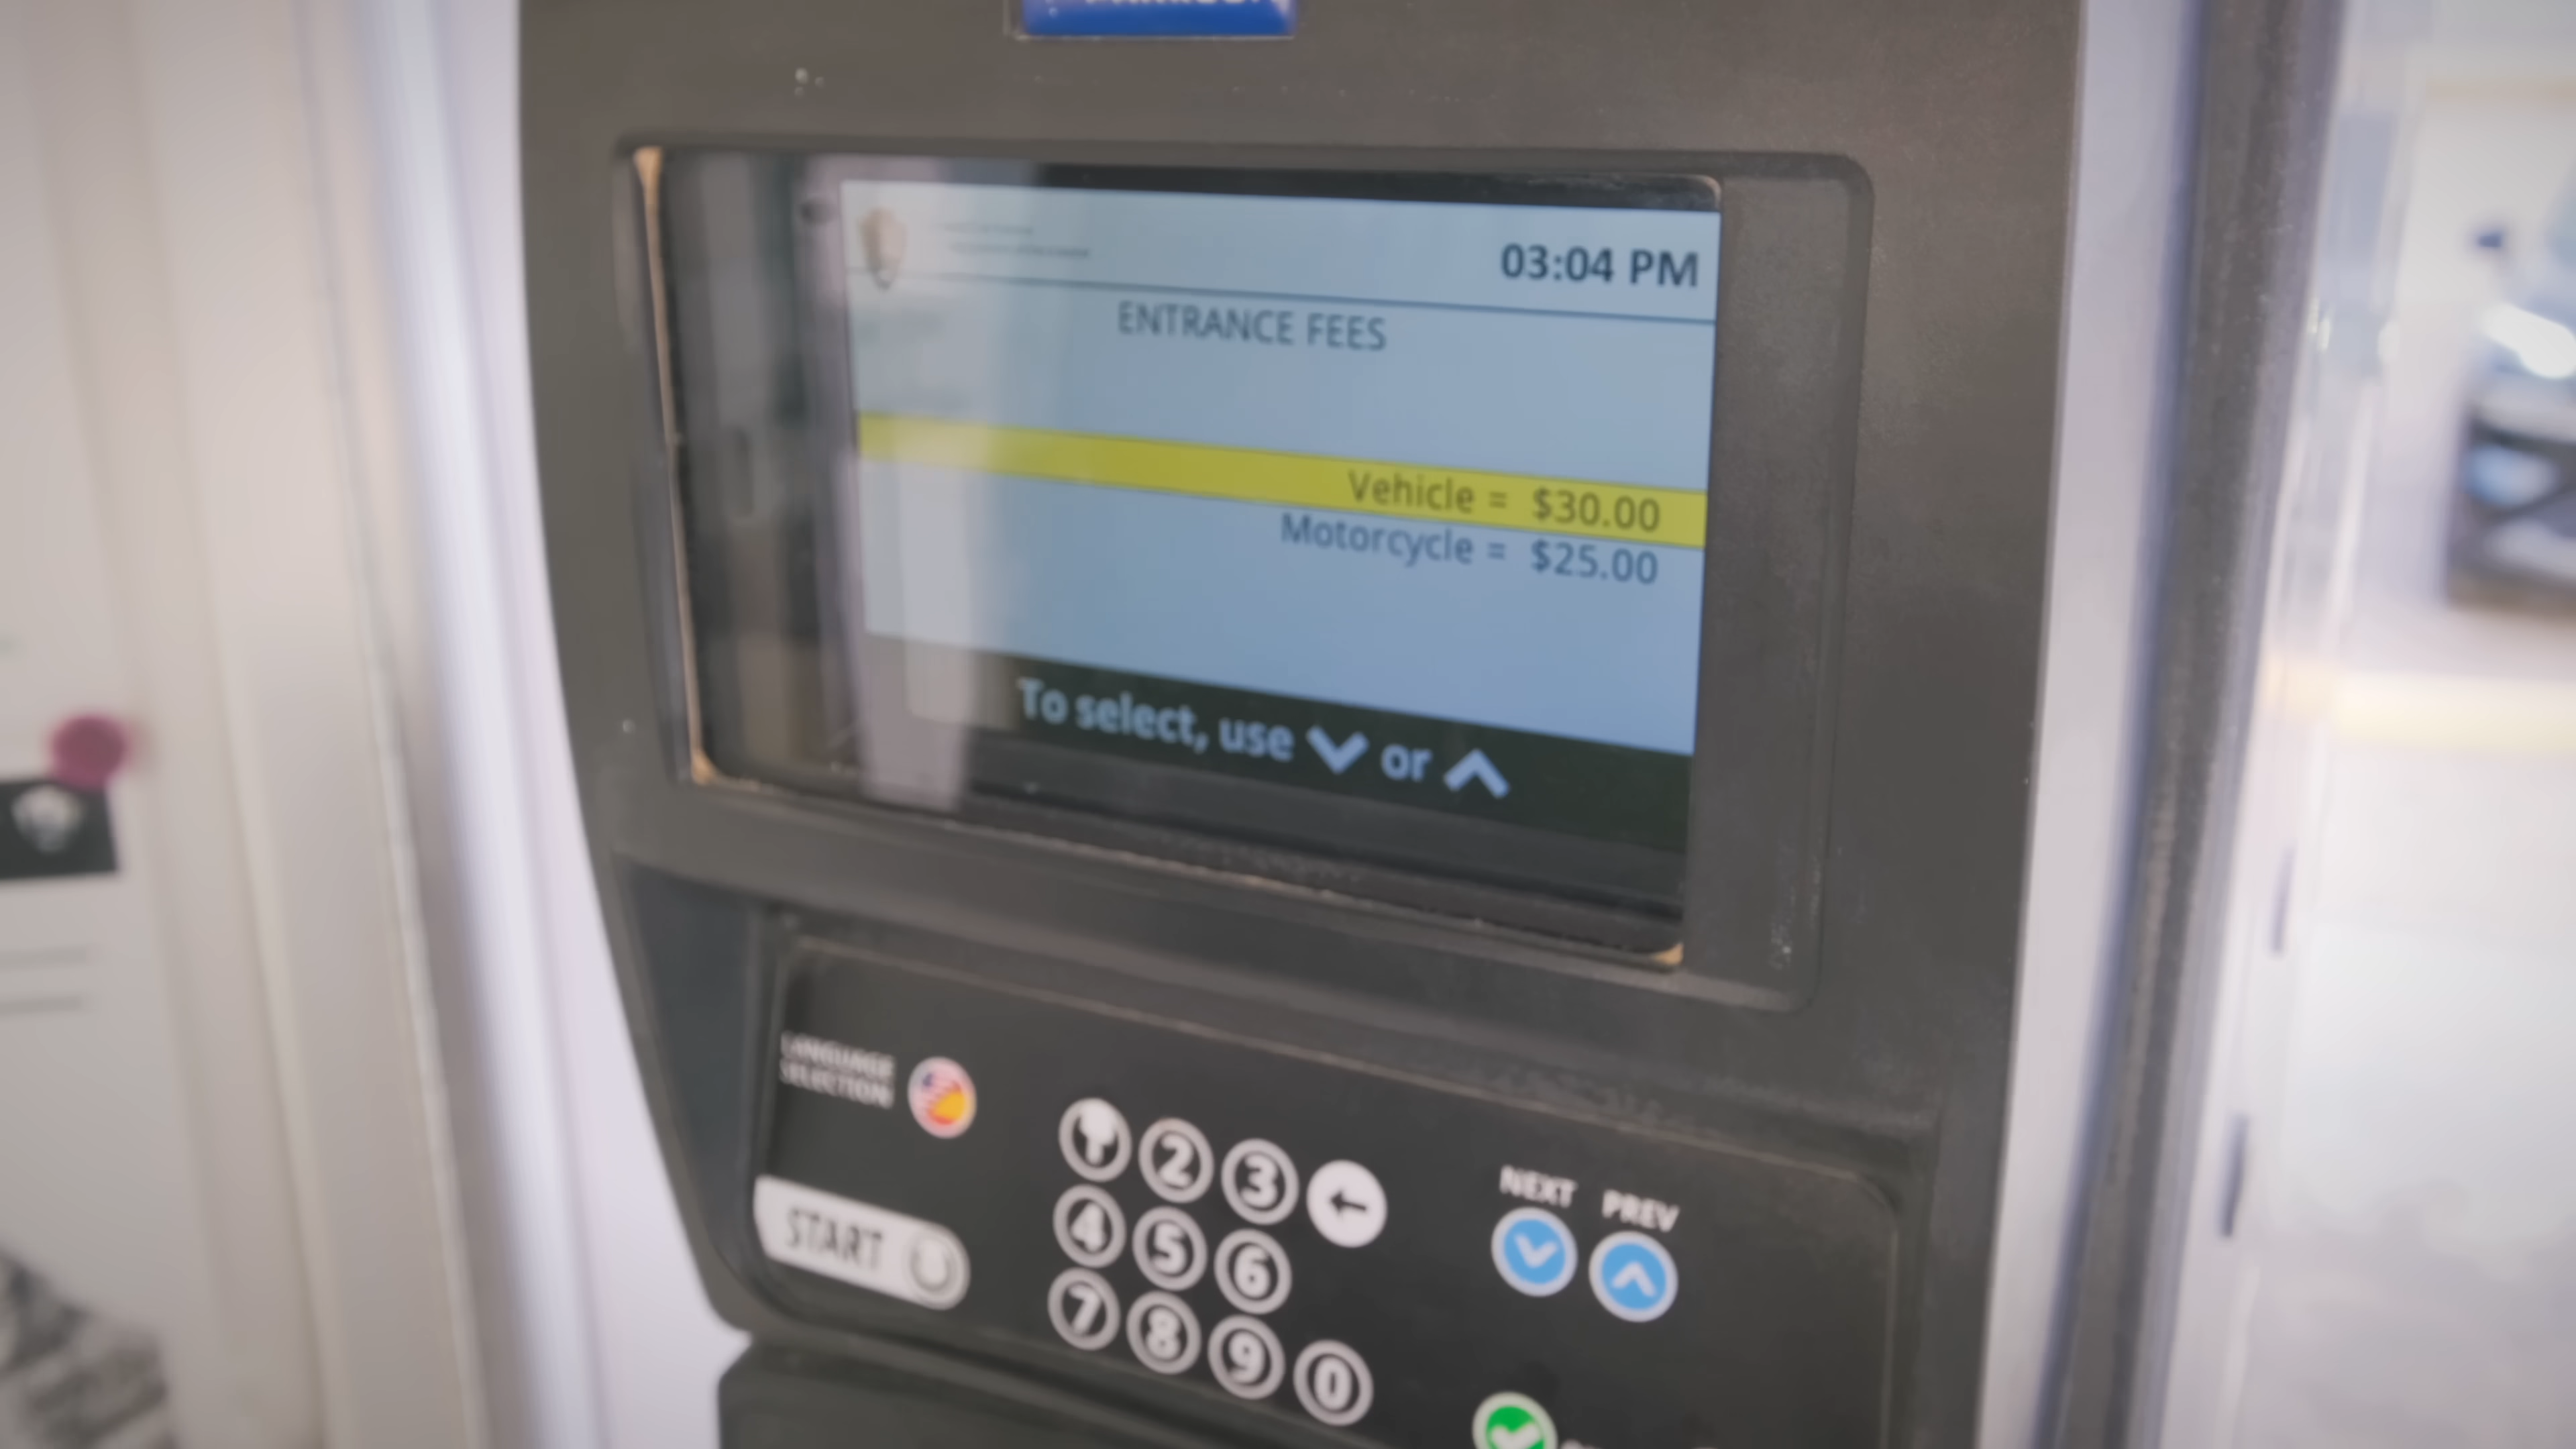 03:04 PM
ENTRANCE FEES
Vehicle = $30.00
Motorcycle = $25.00
To select, use or
LANGUAGE
SELECTION
START
2 3
4 5 6
7 8 9 0
NEXT PREV